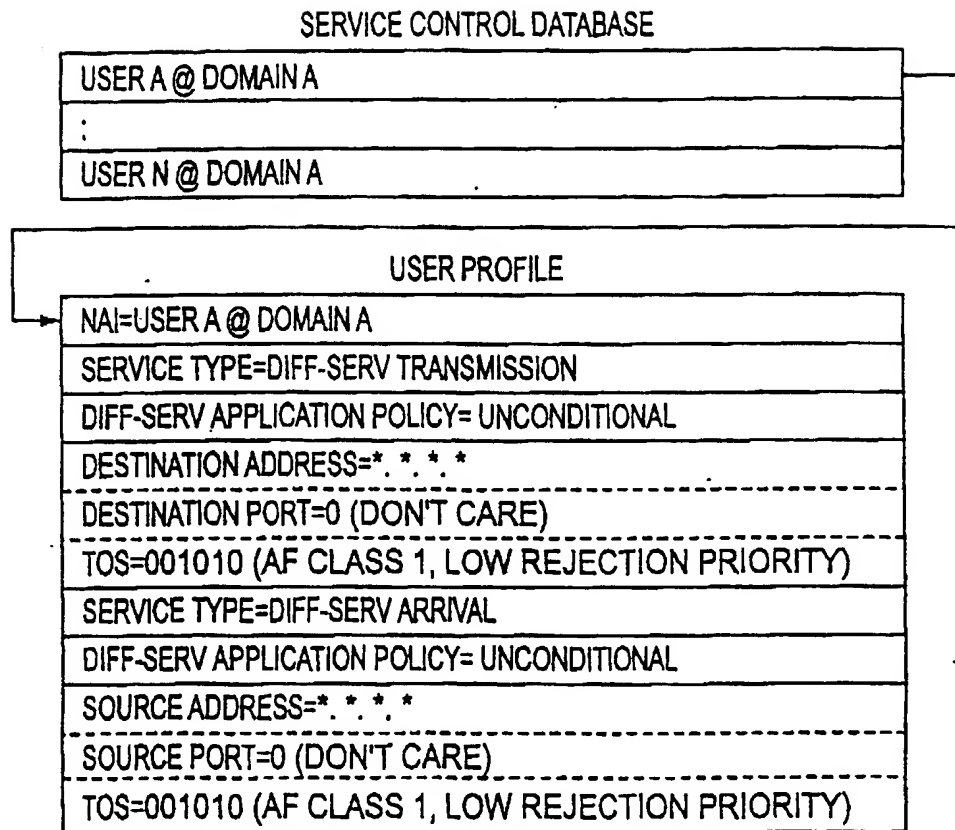 SERVICE CONTROL DATABASE
USER A @ DOMAIN A
:
USER N @ DOMAIN A
USER PROFILE
NAI=USER A @ DOMAIN A
SERVICE TYPE=DIFF-SERV TRANSMISSION
DIFF-SERV APPLICATION POLICY= UNCONDITIONAL
DESTINATION ADDRESS=*. *. *. *
DESTINATION PORT=0 (DON'T CARE)
TOS=001010 (AF CLASS 1, LOW REJECTION PRIORITY)
SERVICE TYPE=DIFF-SERV ARRIVAL
DIFF-SERV APPLICATION POLICY= UNCONDITIONAL
SOURCE ADDRESS=*. *. *. *
SOURCE PORT=0 (DON'T CARE)
TOS=001010 (AF CLASS 1, LOW REJECTION PRIORITY)